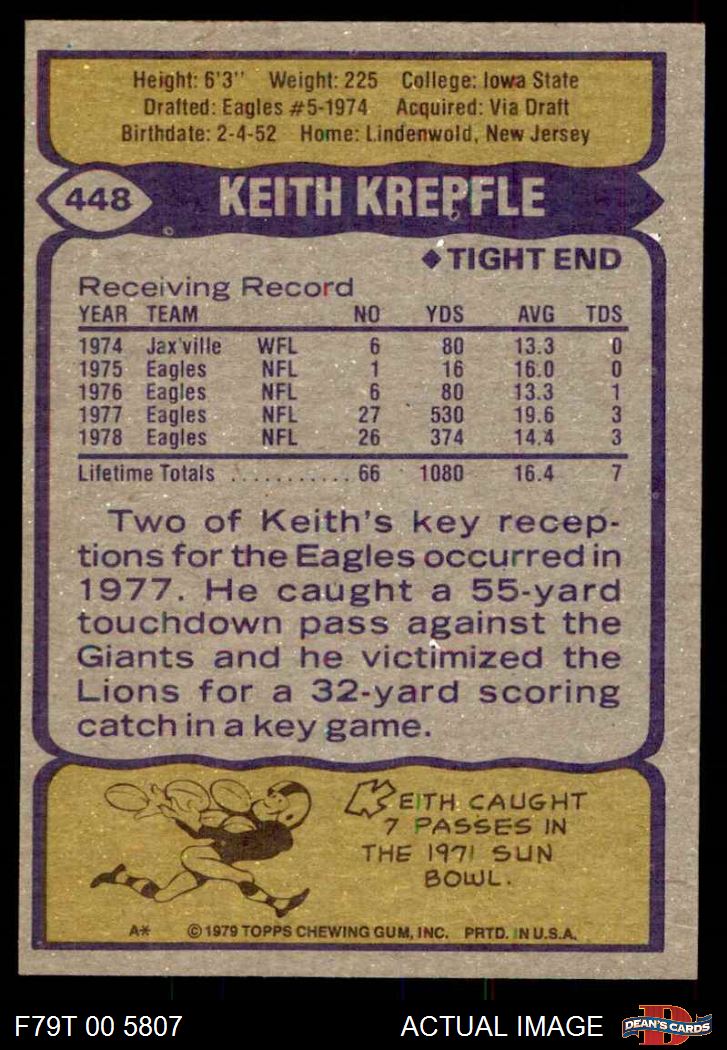 Height: 6'3" Weight: 225 College: Iowa State
Drafted: Eagles #5-1974 Acquired: Via Draft
Birthdate: 2-4-52 Home: Lindenwold, New Jersey
448 KEITH KREPFLE
◆TIGHT END
Receiving Record
YEAR TEAM NO YDS AVG TDS
1974 Jax'ville WFL 6 80 13.3 0
1975 Eagles NFL 1 16 16.0 0
1976 Eagles NFL 6 80 13.3 1
1977 Eagles NFL 27 530 19.6 3
1978 Eagles NFL 26 374 14.4 3
Lifetime Totals ........... 66 1080 16.4 7
Two of Keith's key recep-
tions for the Eagles occurred in
1977. He caught a 55-yard
touchdown pass against the
Giants and he victimized the
Lions for a 32-yard scoring
catch in a key game.
KEITH CAUGHT
7 PASSES IN
THE 1971 SUN
BOWL.
A* © 1979 TOPPS CHEWING GUM, INC. PRTD. IN U.S.A.
F79T 00 5807 ACTUAL IMAGE D DEAN'S CARDS